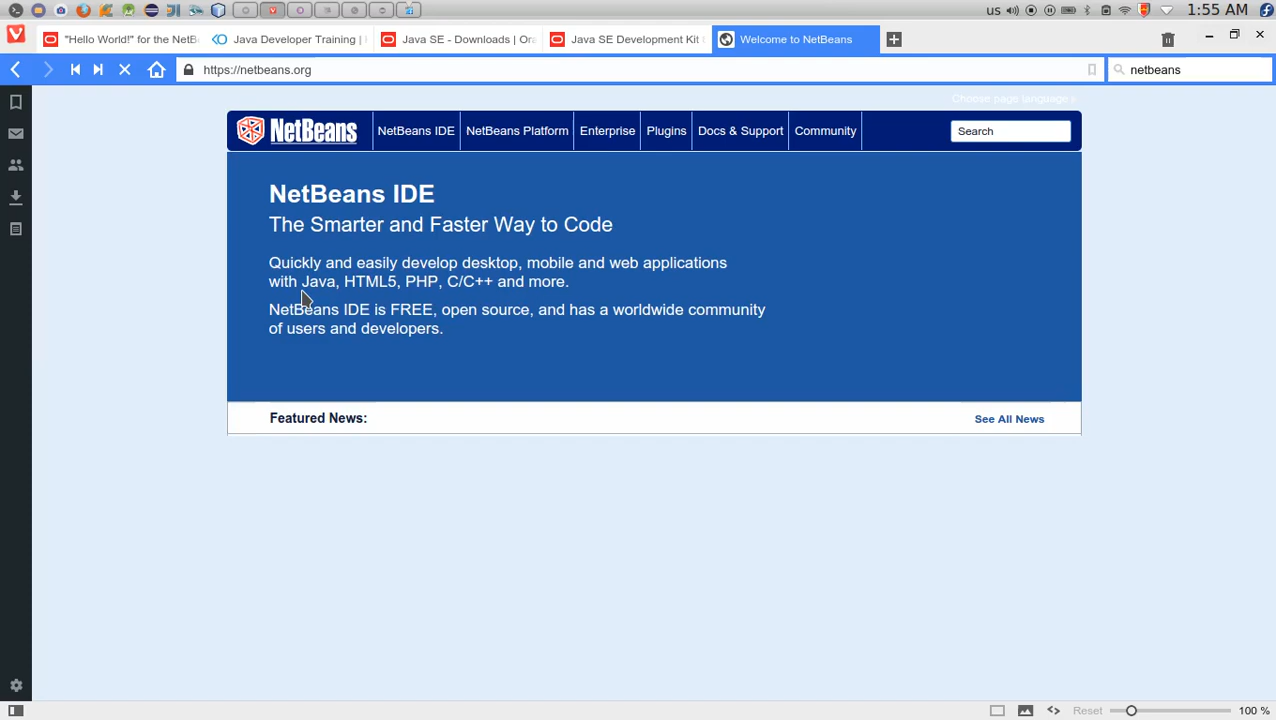 us
1:55 AM
"Hello World!" for the NetB
Java Developer Training |
Java SE - Downloads | Ora
Java SE Development Kit
Welcome to NetBeans
https://netbeans.org
netbeans
Choose page language
NetBeans
NetBeans IDE
NetBeans Platform
Enterprise
Plugins
Docs & Support
Community
Search
NetBeans IDE
The Smarter and Faster Way to Code
Quickly and easily develop desktop, mobile and web applications
with Java, HTML5, PHP, C/C++ and more.
NetBeans IDE is FREE, open source, and has a worldwide community
of users and developers.
Featured News:
See All News
Reset
100 %